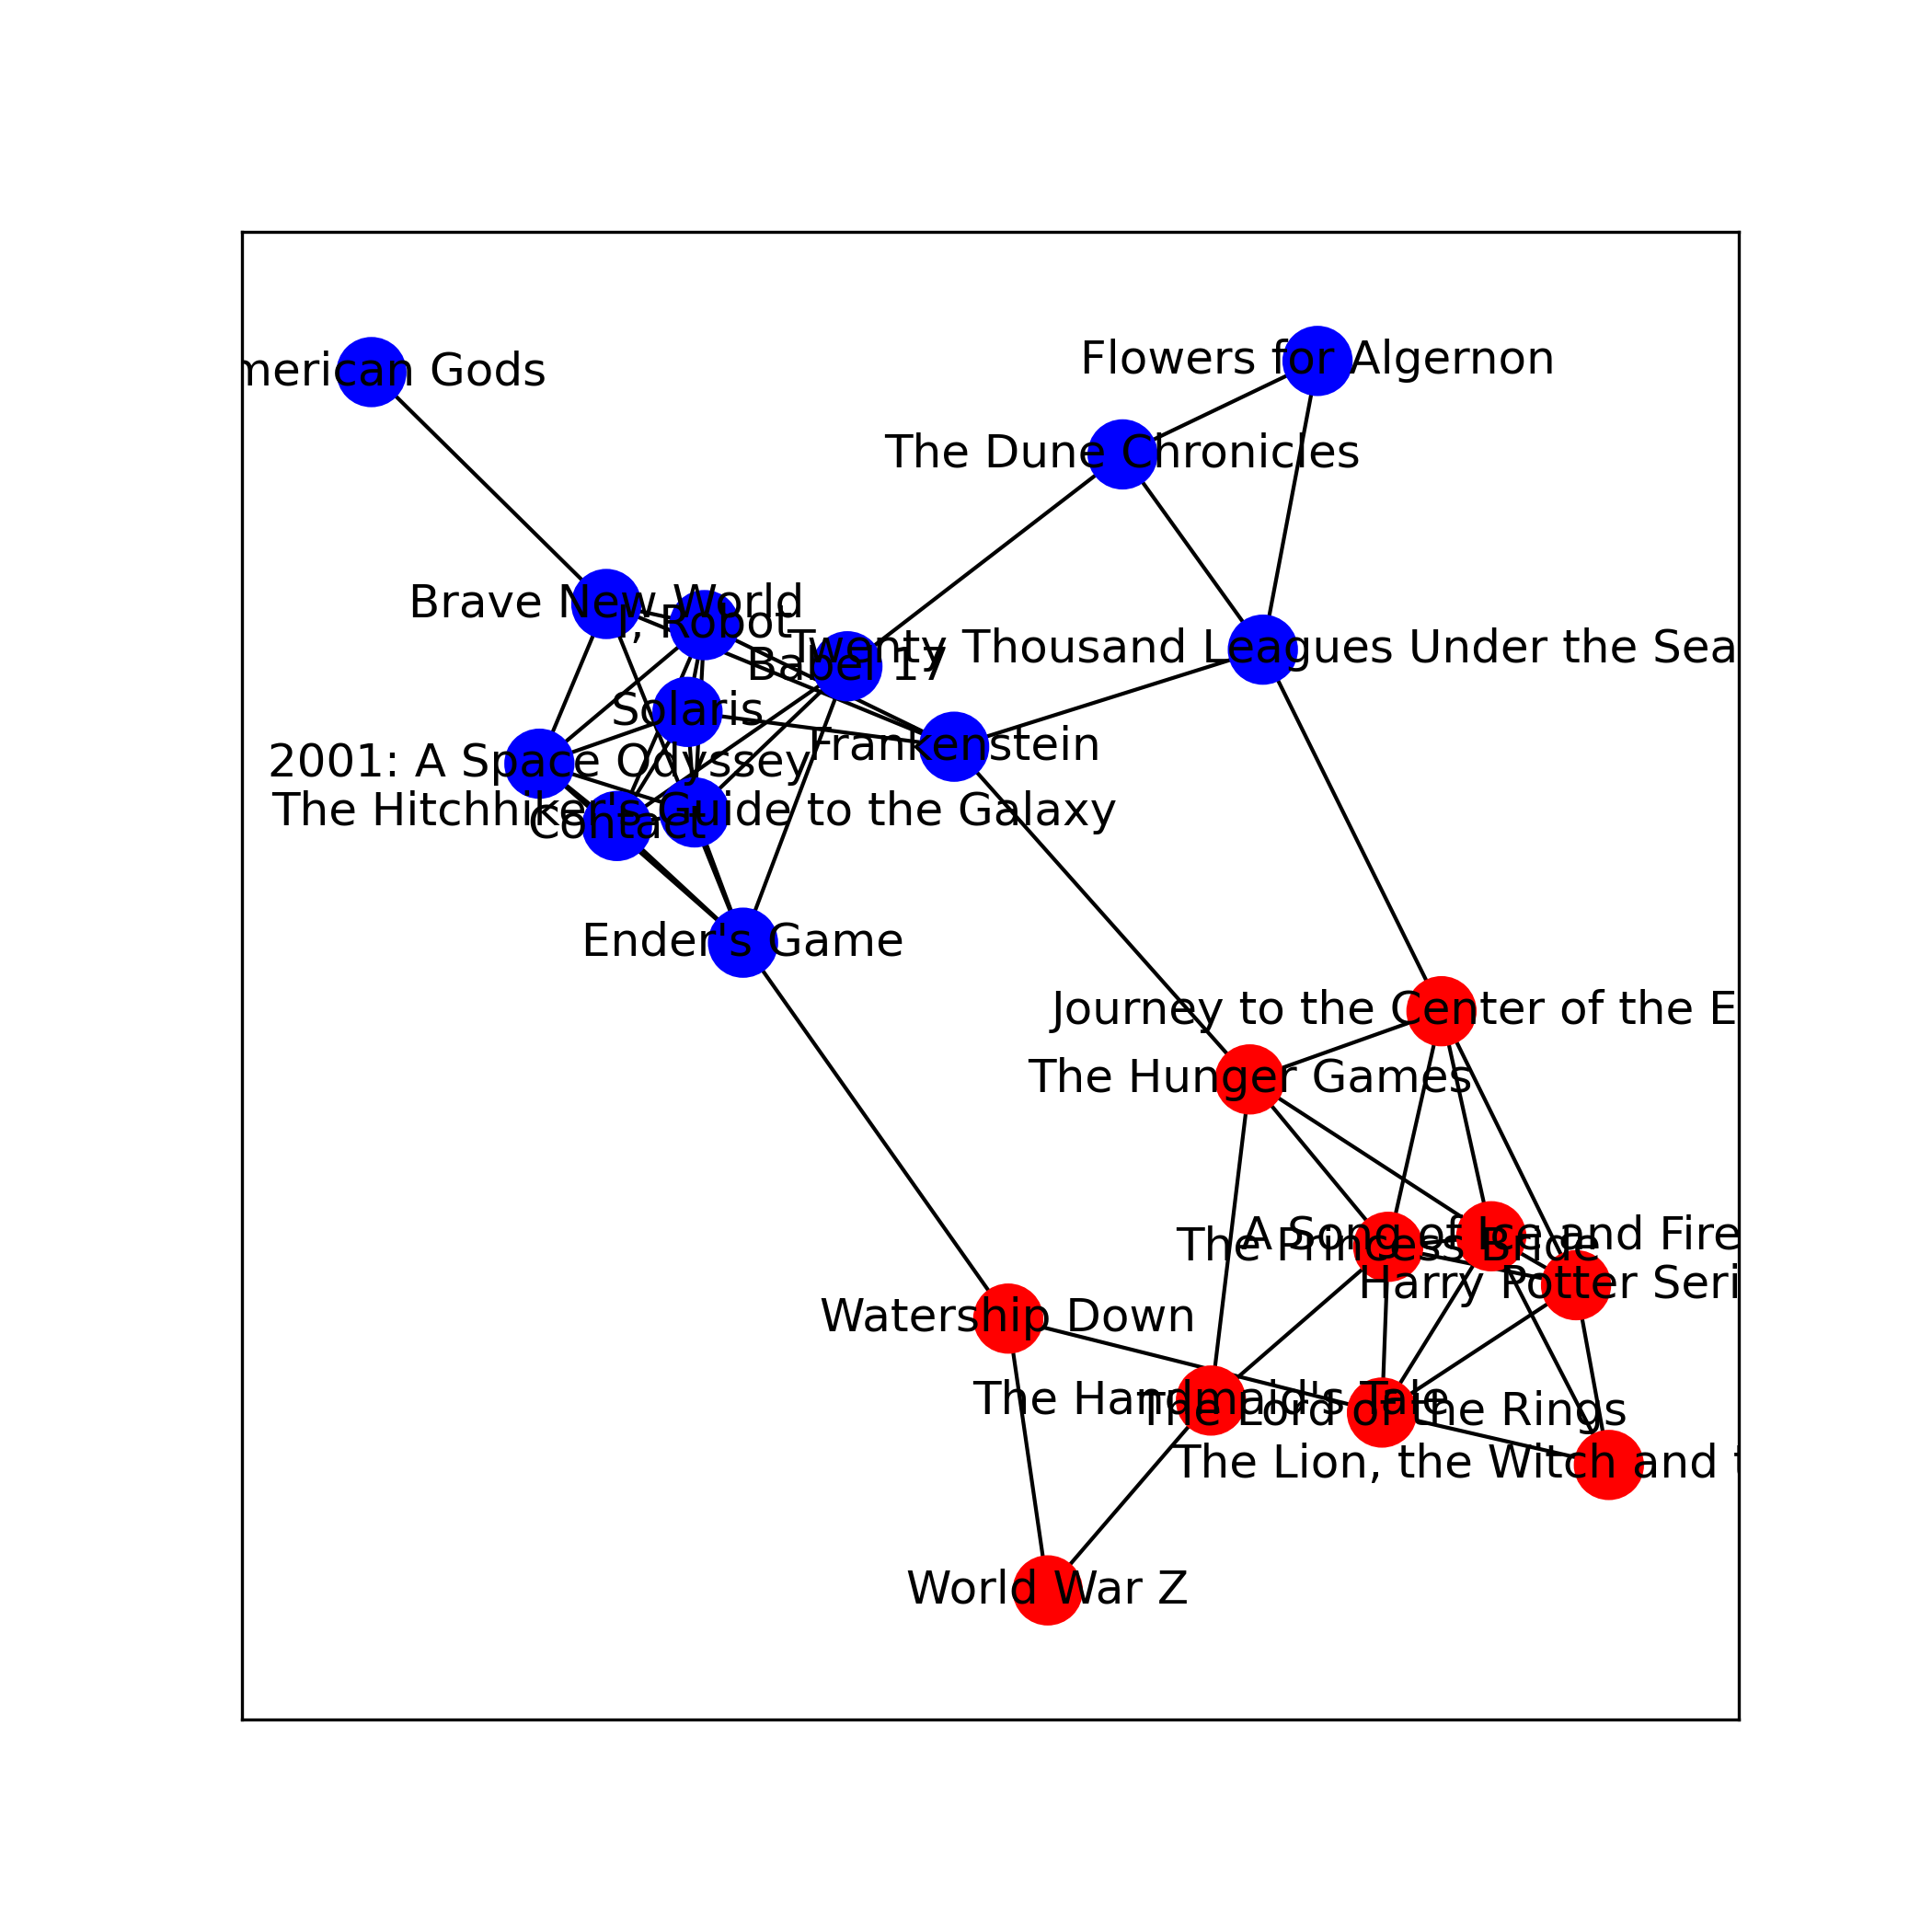 Flowers for Algernon
merican Gods
The Dune Chronicles
Brave New World
I, Robot
Twenty Thousand Leagues Under the Sea
Babel 17
Solaris
Frankenstein
2001: A Space Odyssey
The Hitchhiker's Guide to the Galaxy
Contact
Ender's Game
Journey to the Center of the E
The Hunger Games
A Song of Ice and Fire
The Princess Bride
Harry Potter Seri
Watership Down
The Handmaid's Tale
The Lord of the Rings
The Lion, the Witch and t
World War Z